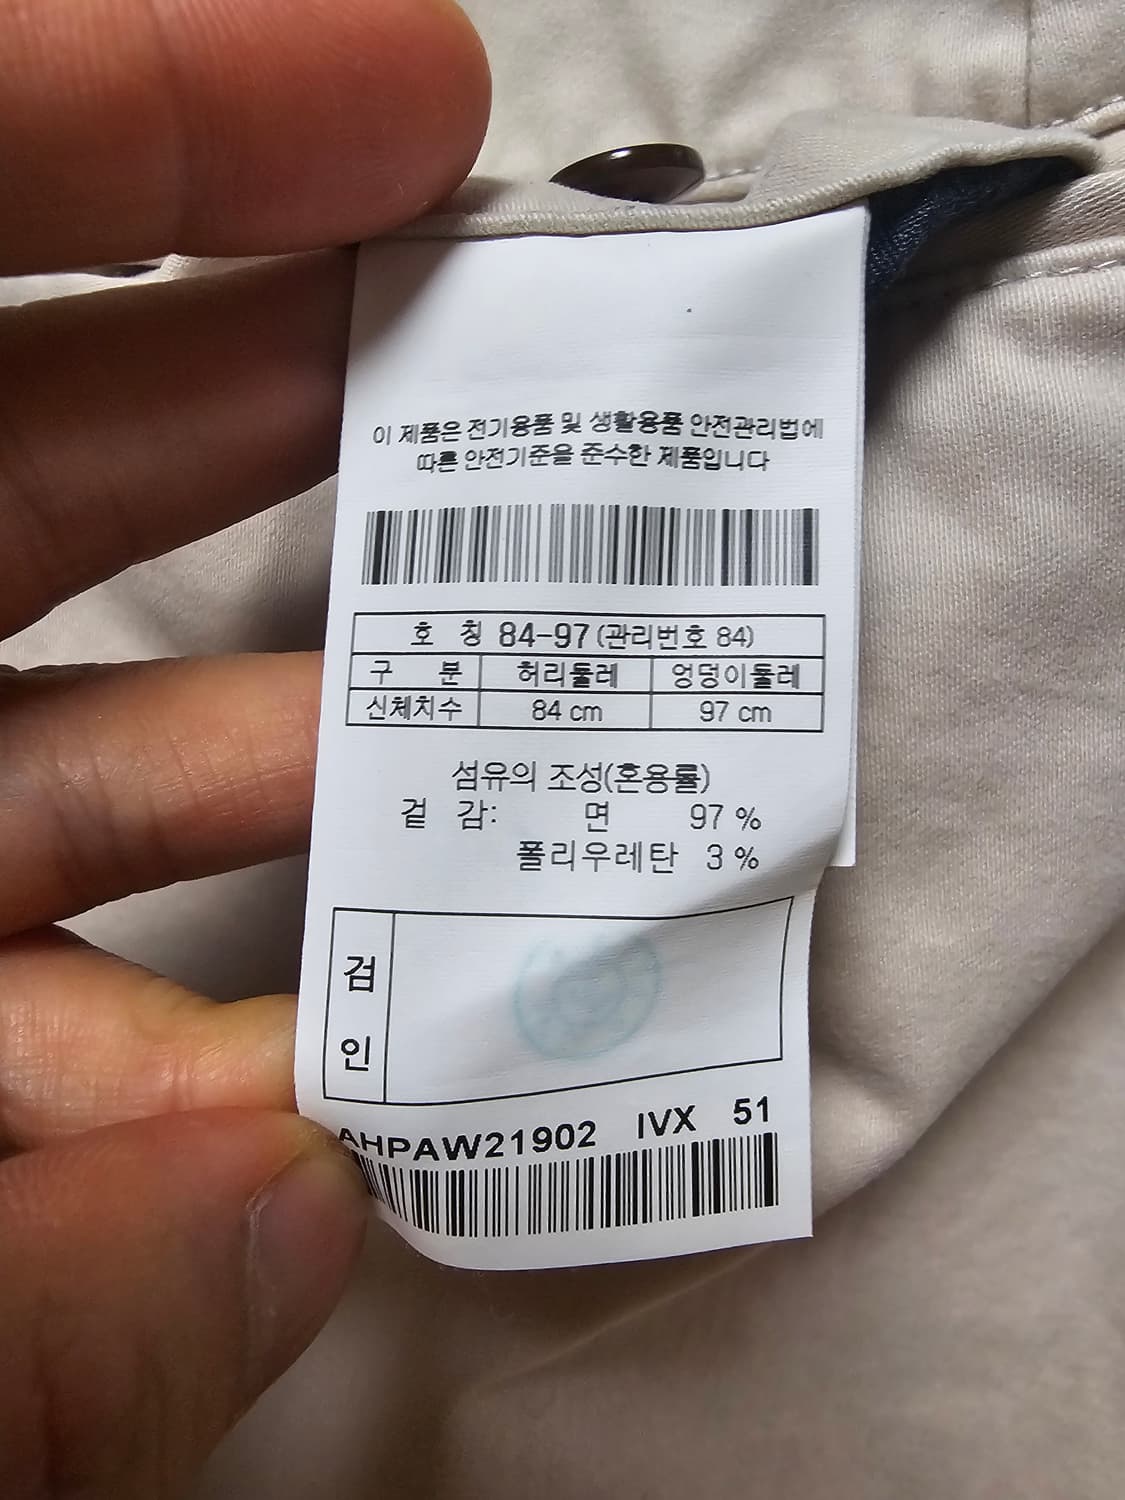 이 제품은 전기용품 및 생활용품 안전관리법에
따른 안전기준을 준수한 제품입니다
호 칭 84-97 (관리번호 84)
구 분 허리둘레 엉덩이둘레
신체치수 84 cm 97 cm
섬유의 조성(혼용률)
겉 감: 면 97 %
폴리우레탄 3 %
검
인
AHPAW21902 IVX 51